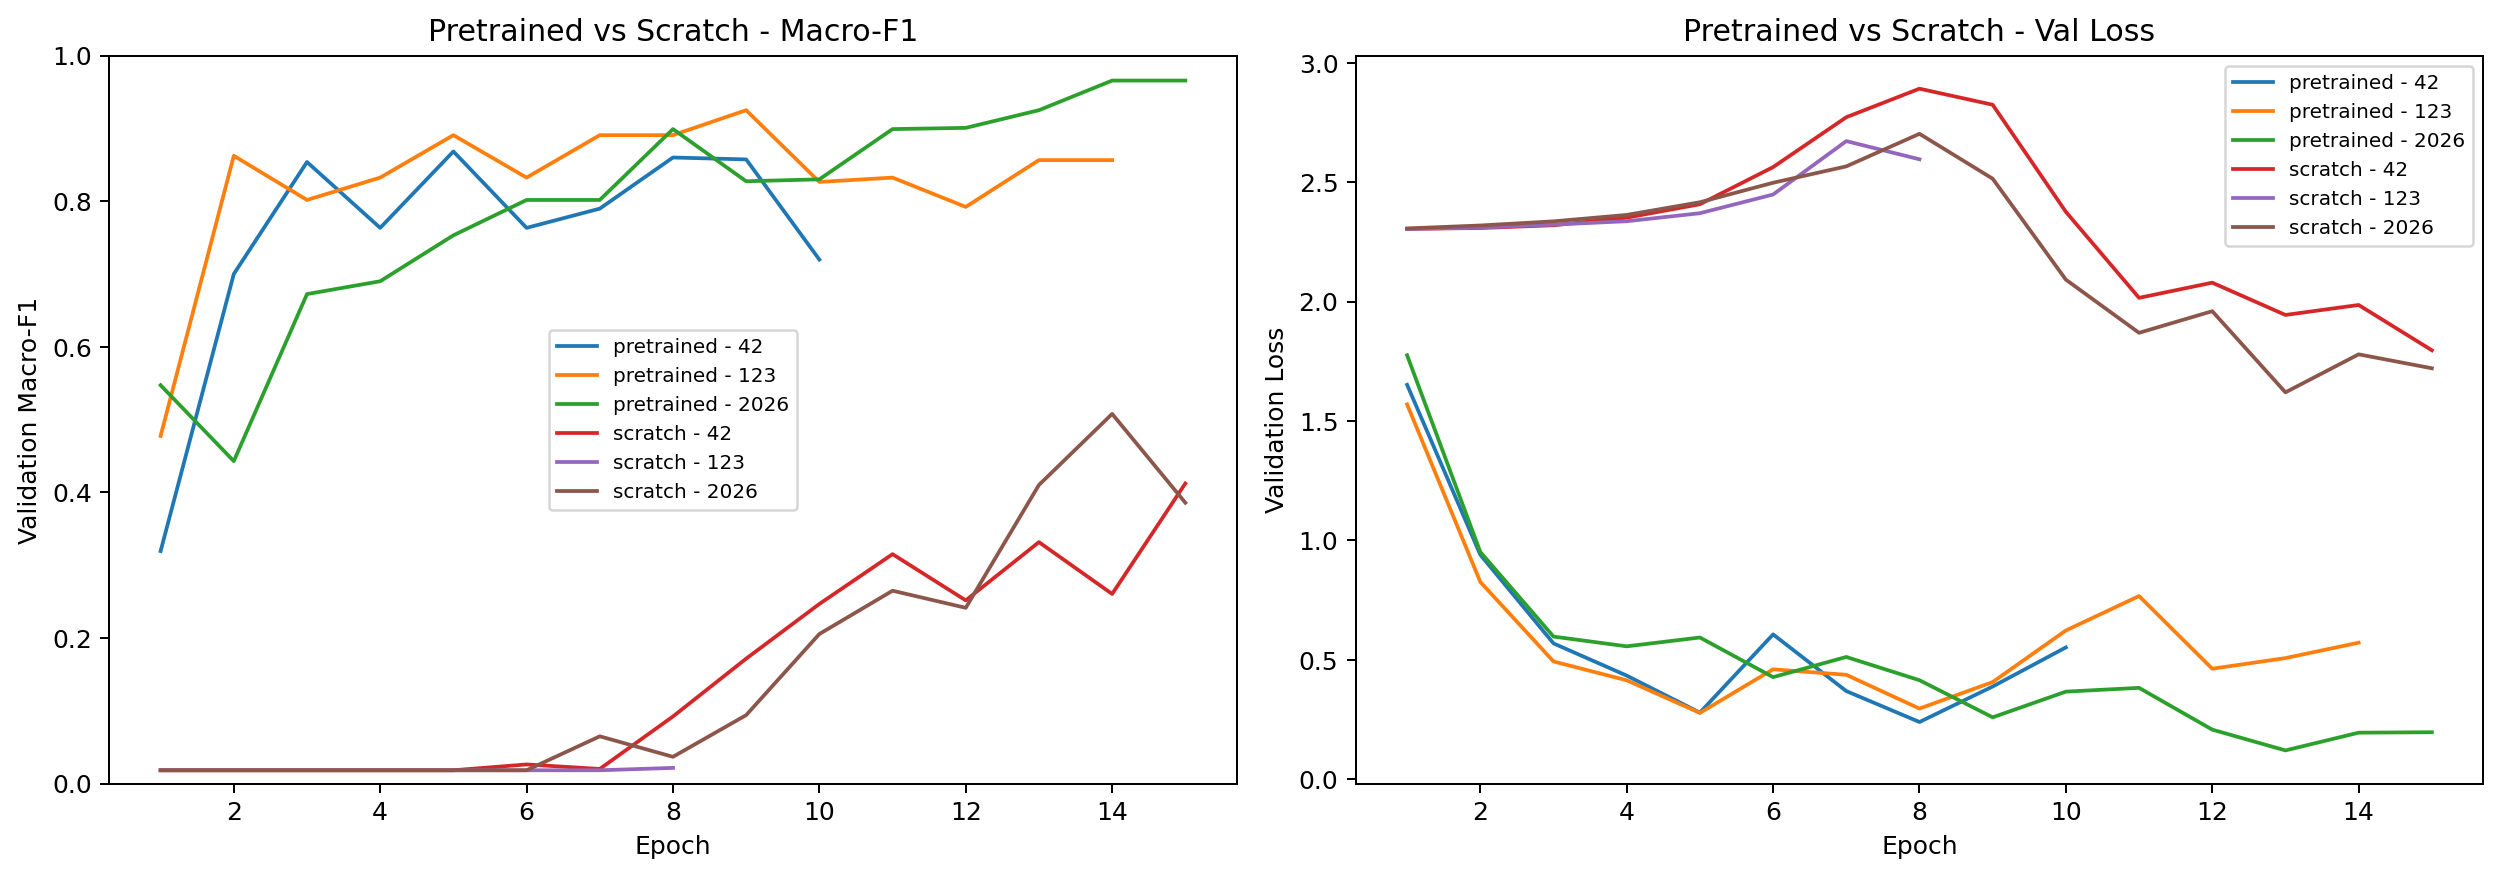 Pretrained vs Scratch - Macro-F1
Validation Macro-F1
1.0
0.8
0.6
0.4
0.2
0.0
pretrained - 42
pretrained - 123
pretrained - 2026
scratch - 42
scratch - 123
scratch - 2026
2 4 6 8 10 12 14
Epoch
Pretrained vs Scratch - Val Loss
Validation Loss
3.0
2.5
2.0
1.5
1.0
0.5
0.0
pretrained - 42
pretrained - 123
pretrained - 2026
scratch - 42
scratch - 123
scratch - 2026
2 4 6 8 10 12 14
Epoch